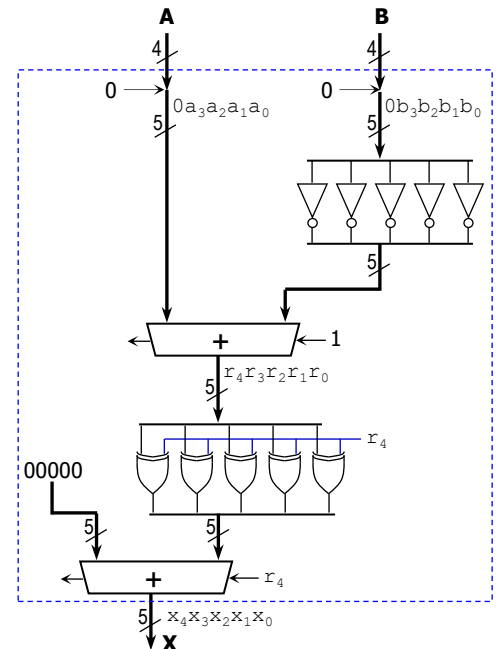 A B
4 4
0 0
0a₃a₂a₁a₀ 0b₃b₂b₁b₀
5 5
5
+ 1
r₄r₃r₂r₁r₀
5
r₄
00000
5 5
+ r₄
5 x₄x₃x₂x₁x₀
X